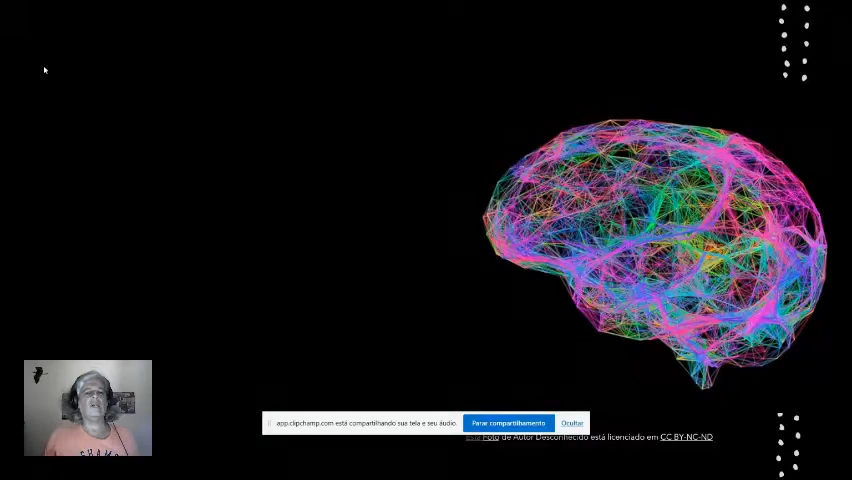 app.clipchamp.com está compartilhando sua tela e seu áudio. Parar compartilhamento Ocultar
Esta Foto de Autor Desconhecido está licenciado em CC BY-NC-ND